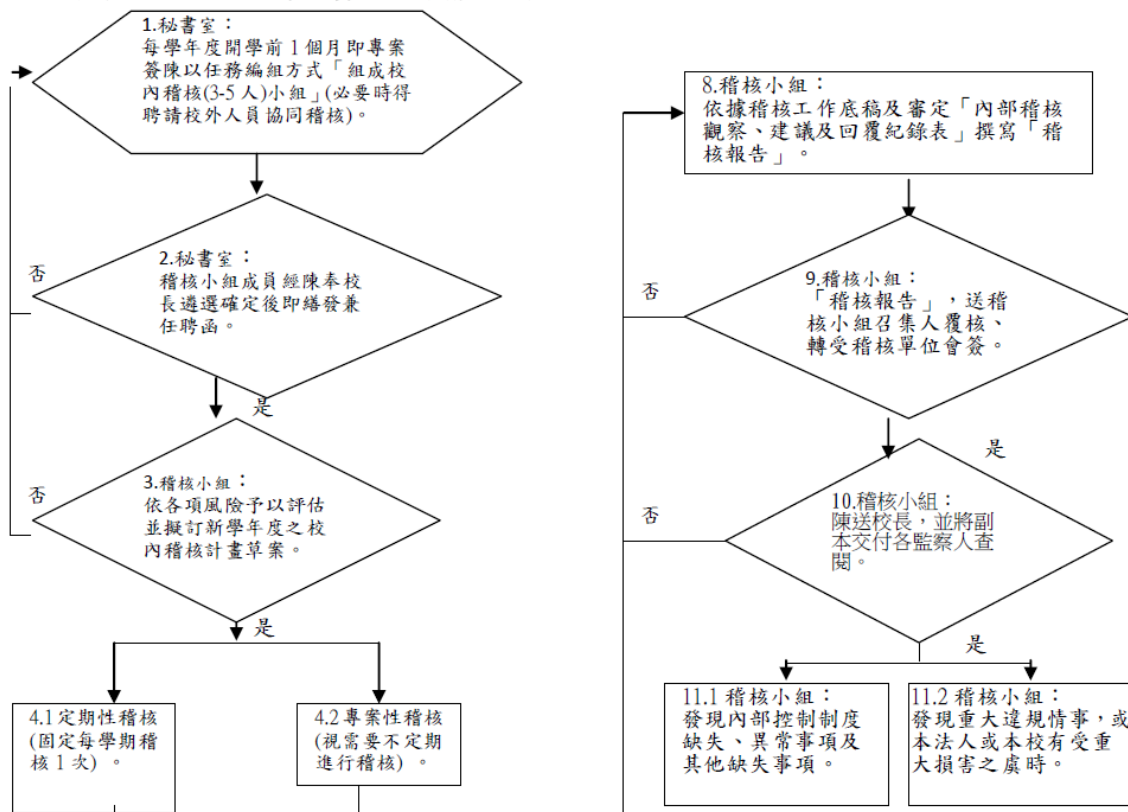 1.秘書室：
每學年度開學前 1 個月即專案
簽陳以任務編組方式「組成校
內稽核(3-5 人)小組」(必要時得
聘請校外人員協同稽核)。
否
2.秘書室：
稽核小組成員經陳奉校
長遴選確定後即繕發兼
任聘函。
是
否
3.稽核小組：
依各項風險予以評估
並擬訂新學年度之校
內稽核計畫草案。
是
4.1 定期性稽核
(固定每學期稽
核 1 次) 。
4.2 專案性稽核
(視需要不定期
進行稽核) 。
8.稽核小組：
依據稽核工作底稿及審定「內部稽核
觀察、建議及回覆紀錄表」撰寫「稽
核報告」。
否
9.稽核小組：
「稽核報告」，送稽
核小組召集人覆核、
轉受稽核單位會簽。
是
否
10.稽核小組：
陳送校長，並將副
本交付各監察人查
閱。
是
11.1 稽核小組：
發現內部控制制度
缺失、異常事項及
其他缺失事項。
11.2 稽核小組：
發現重大違規情事，或
本法人或本校有受重
大損害之虞時。